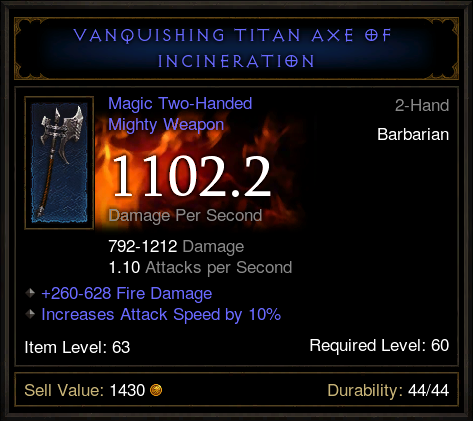 VANQUISHING TITAN AXE OF
INCINERATION
Magic Two-Handed
Mighty Weapon
2-Hand
Barbarian
1102.2
Damage Per Second
792-1212 Damage
1.10 Attacks per Second
+260-628 Fire Damage
Increases Attack Speed by 10%
Item Level: 63
Required Level: 60
Sell Value: 1430
Durability: 44/44